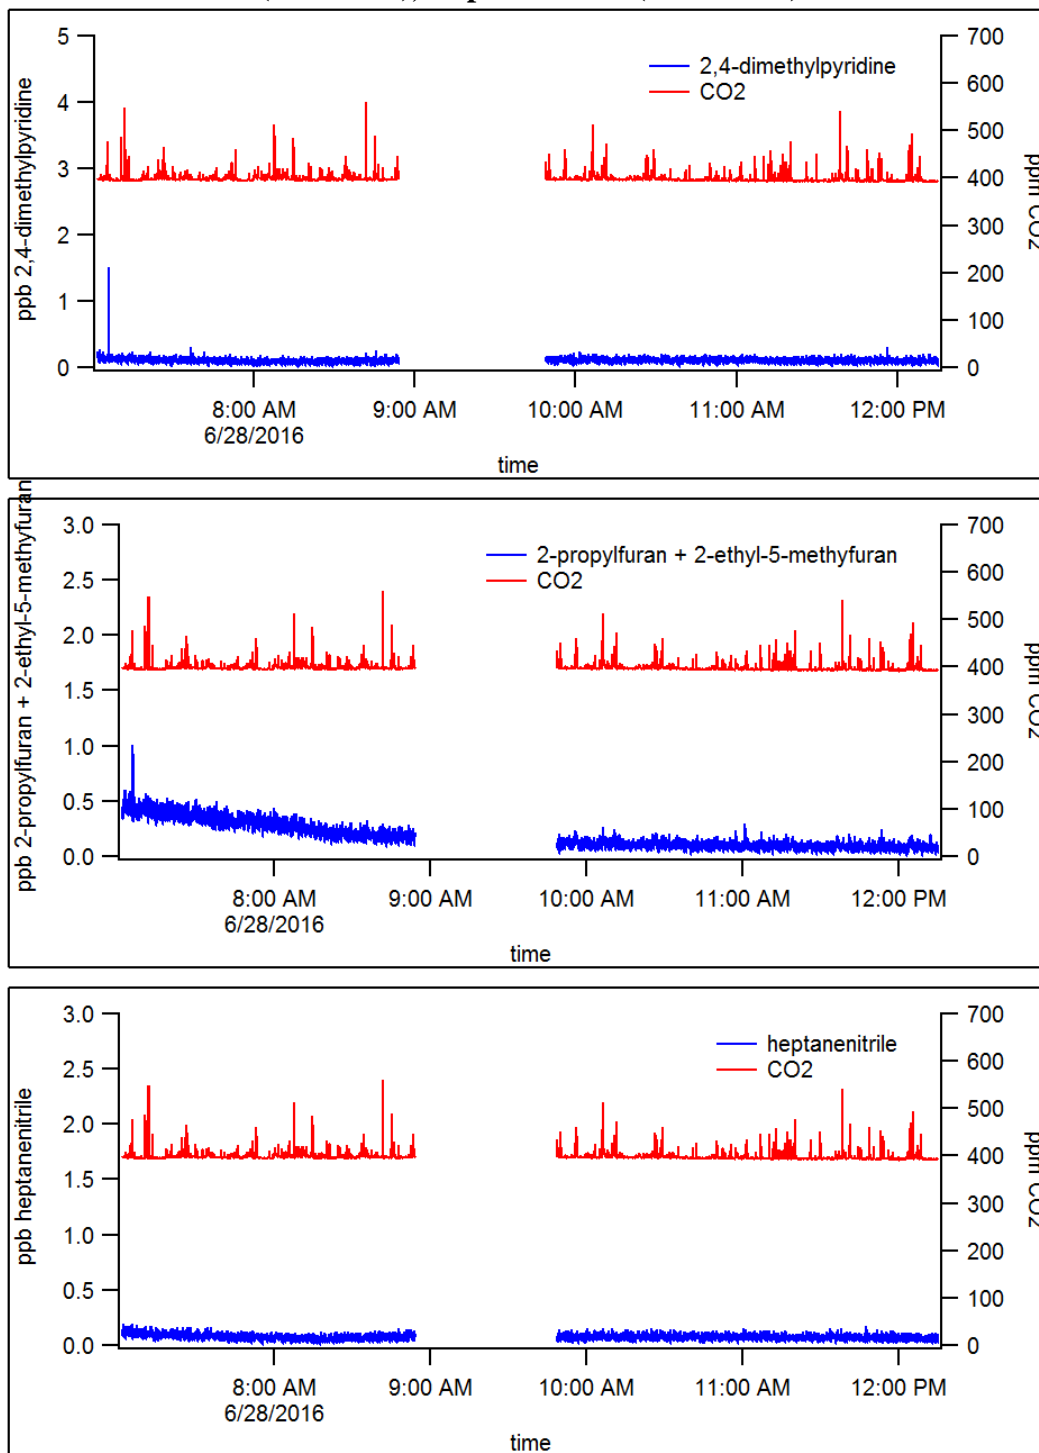 5
4
3
2
1
0
ppb 2,4-dimethylpyridine
2,4-dimethylpyridine
CO2
700
600
500
400
300
200
100
0
ppm CO2
8:00 AM
6/28/2016
9:00 AM
10:00 AM
11:00 AM
12:00 PM
time
3.0
2.5
2.0
1.5
1.0
0.5
0.0
ppb 2-propylfuran + 2-ethyl-5-methyfuran
2-propylfuran + 2-ethyl-5-methyfuran
CO2
700
600
500
400
300
200
100
0
ppm CO2
8:00 AM
6/28/2016
9:00 AM
10:00 AM
11:00 AM
12:00 PM
time
3.0
2.5
2.0
1.5
1.0
0.5
0.0
ppb heptanenitrile
heptanenitrile
CO2
700
600
500
400
300
200
100
0
ppm CO2
8:00 AM
6/28/2016
9:00 AM
10:00 AM
11:00 AM
12:00 PM
time